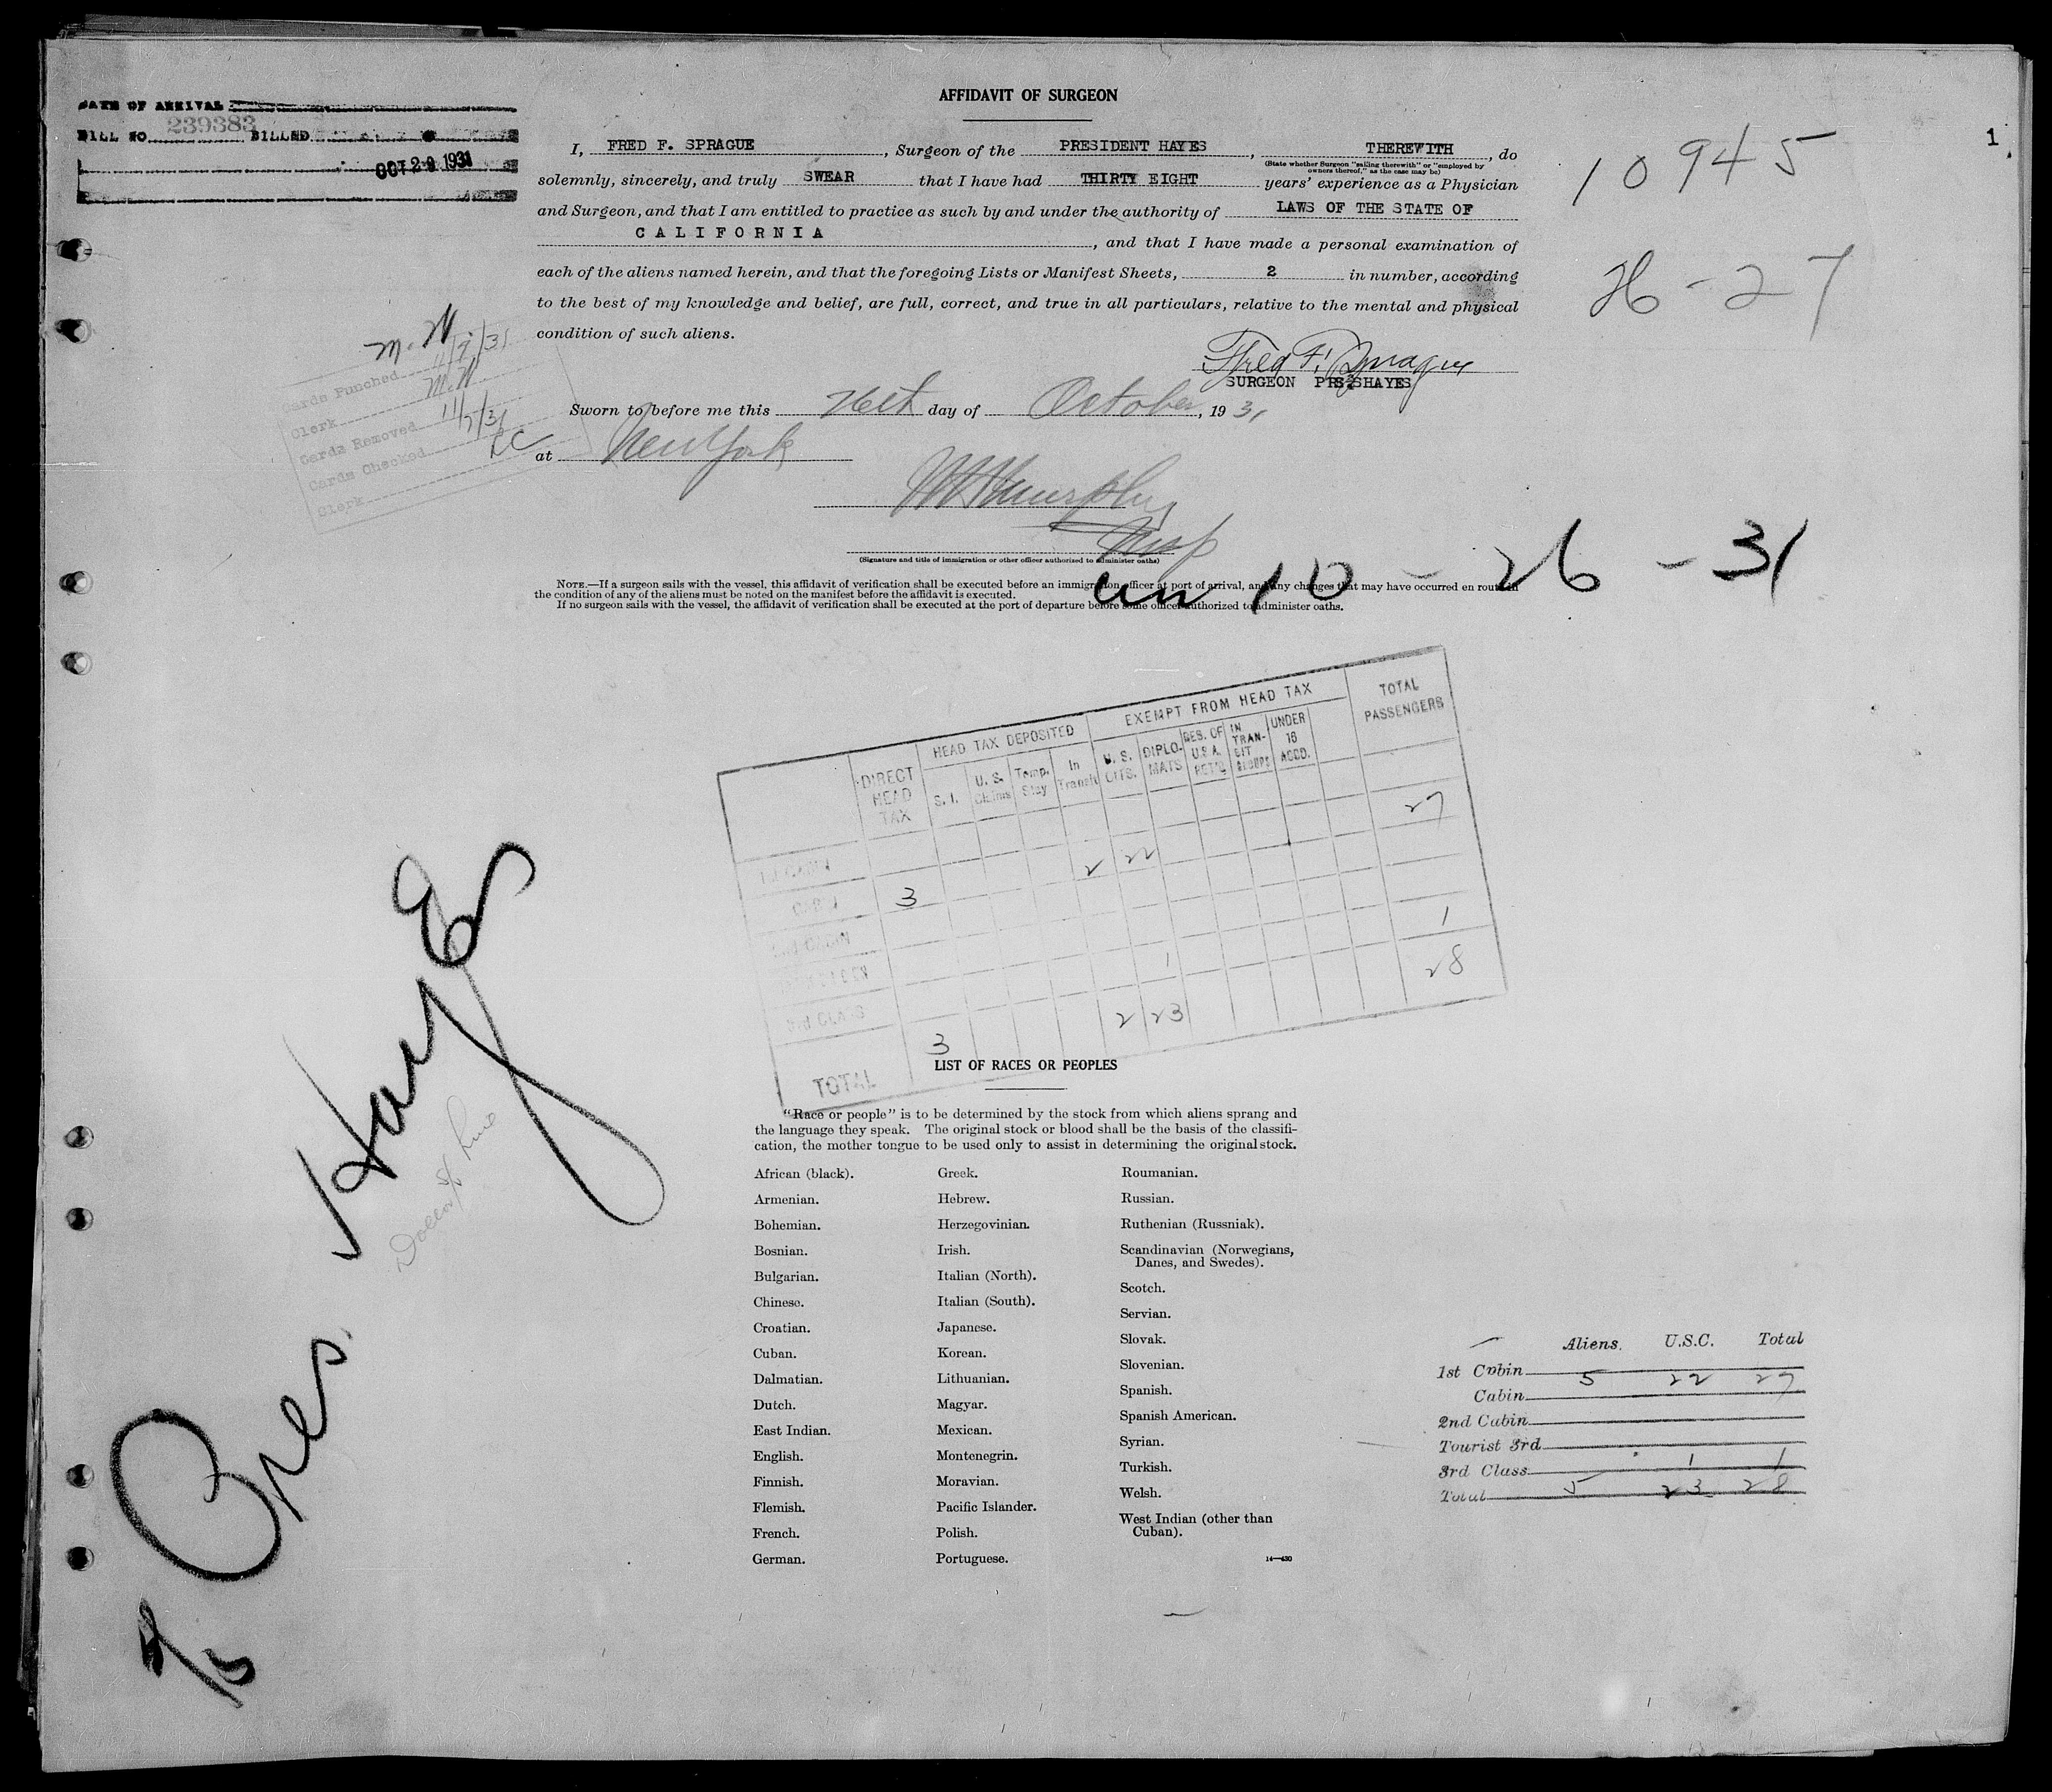 DATE OF ARRIVAL
BILL NO. 239383 BILLED
OCT 29 1931
1
AFFIDAVIT OF SURGEON
I, FRED F. SPRAGUE, Surgeon of the PRESIDENT HAYES, THEREWITH, do
(State whether Surgeon "sailing therewith" or "employed by
owners thereof," as the case may be)
solemnly, sincerely, and truly SWEAR that I have had THIRTY EIGHT years' experience as a Physician
and Surgeon, and that I am entitled to practice as such by and under the authority of LAWS OF THE STATE OF
CALIFORNIA, and that I have made a personal examination of
each of the aliens named herein, and that the foregoing Lists or Manifest Sheets, 2 in number, according
to the best of my knowledge and belief, are full, correct, and true in all particulars, relative to the mental and physical
condition of such aliens.
10945
26-27
Fred F. Sprague
SURGEON PRS HAYES
Sworn to before me this 26th day of October, 1931
at New York
Murphy
Insp
(Signature and title of immigration or other officer authorized to administer oaths)
M.W
Cards Punched 11/7/31
Clerk M.W
Cards Removed 11/7/31
Cards Checked LC
Clerk
NOTE.—If a surgeon sails with the vessel, this affidavit of verification shall be executed before an immigration officer at port of arrival, and any changes that may have occurred en route in
the condition of any of the aliens must be noted on the manifest before the affidavit is executed.
If no surgeon sails with the vessel, the affidavit of verification shall be executed at the port of departure before some officer authorized to administer oaths.
10-26-31
HEAD TAX DEPOSITED EXEMPT FROM HEAD TAX TOTAL PASSENGERS
DIRECT HEAD TAX S. I. U. S. Claims Temp. Stay In Transit U. S. CITS. DIPLO-MATS RES. OF U.S.A. RET'G IN TRAN-SIT UNDER 16 ACCD.
3 2 22 27
2nd CABIN
1 1
3rd CLASS
TOTAL 3 2 23 28
S/S Pres. Hayes
Dollar Line
LIST OF RACES OR PEOPLES
"Race or people" is to be determined by the stock from which aliens sprang and
the language they speak. The original stock or blood shall be the basis of the classifi-
cation, the mother tongue to be used only to assist in determining the original stock.
African (black).
Armenian.
Bohemian.
Bosnian.
Bulgarian.
Chinese.
Croatian.
Cuban.
Dalmatian.
Dutch.
East Indian.
English.
Finnish.
Flemish.
French.
German.
Greek.
Hebrew.
Herzegovinian.
Irish.
Italian (North).
Italian (South).
Japanese.
Korean.
Lithuanian.
Magyar.
Mexican.
Montenegrin.
Moravian.
Pacific Islander.
Polish.
Portuguese.
Roumanian.
Russian.
Ruthenian (Russniak).
Scandinavian (Norwegians,
Danes, and Swedes).
Scotch.
Servian.
Slovak.
Slovenian.
Spanish.
Spanish American.
Syrian.
Turkish.
Welsh.
West Indian (other than
Cuban).
14—430
Aliens. U.S.C. Total
1st Cabin 5 22 27
Cabin
2nd Cabin
Tourist 3rd
3rd Class 1 1
Total 5 23 28